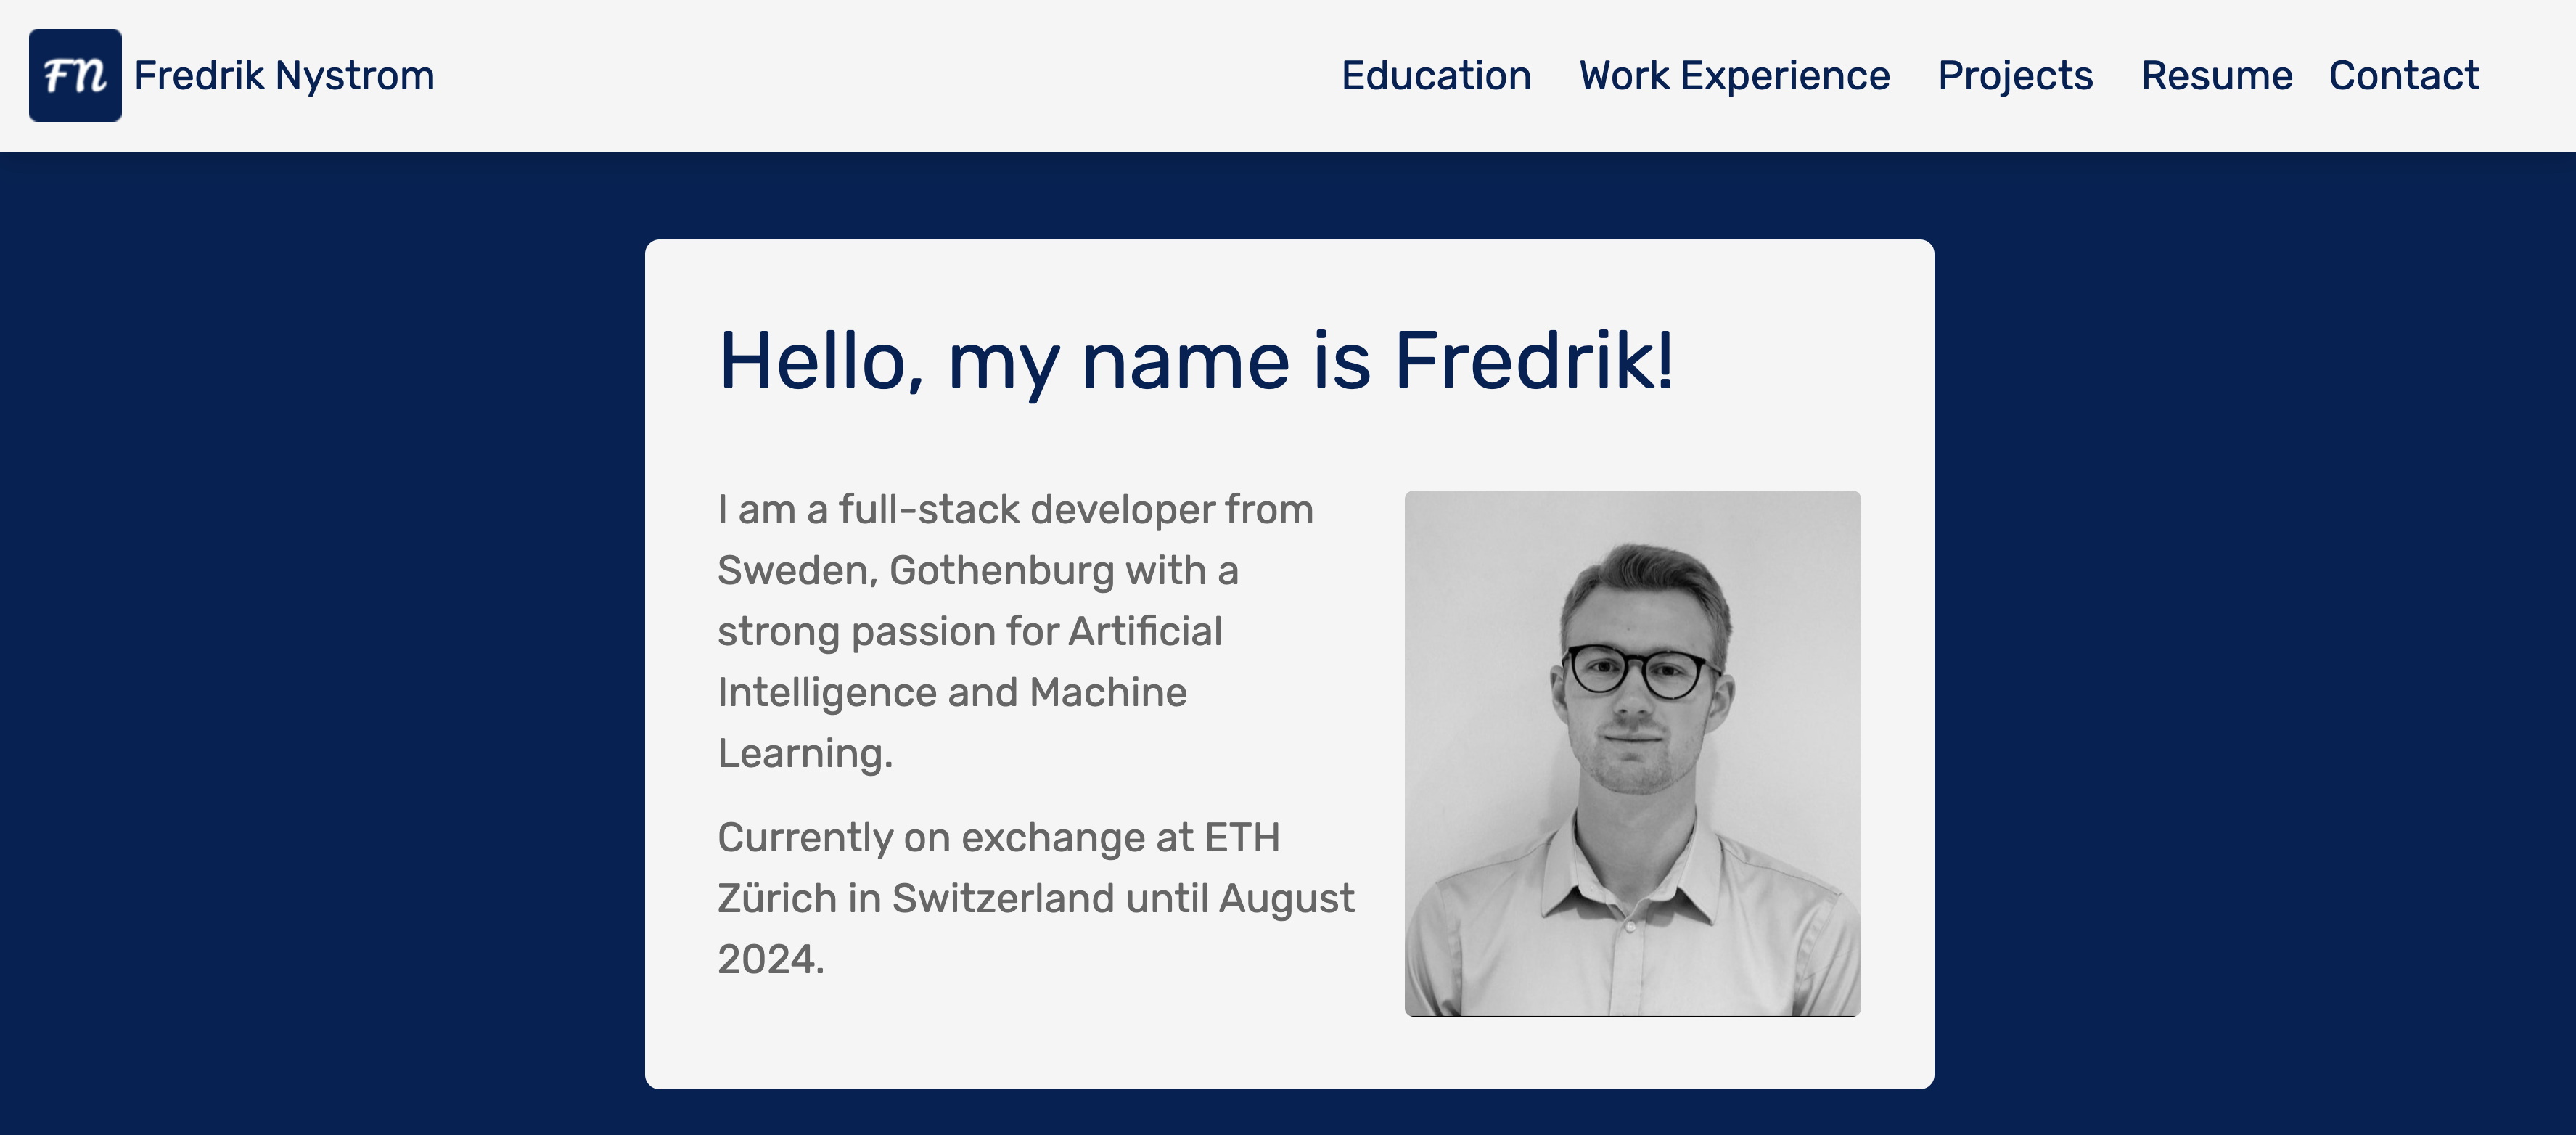 FN
Fredrik Nystrom
Education
Work Experience
Projects
Resume
Contact
Hello, my name is Fredrik!
I am a full-stack developer from
Sweden, Gothenburg with a
strong passion for Artificial
Intelligence and Machine
Learning.
Currently on exchange at ETH
Zürich in Switzerland until August
2024.